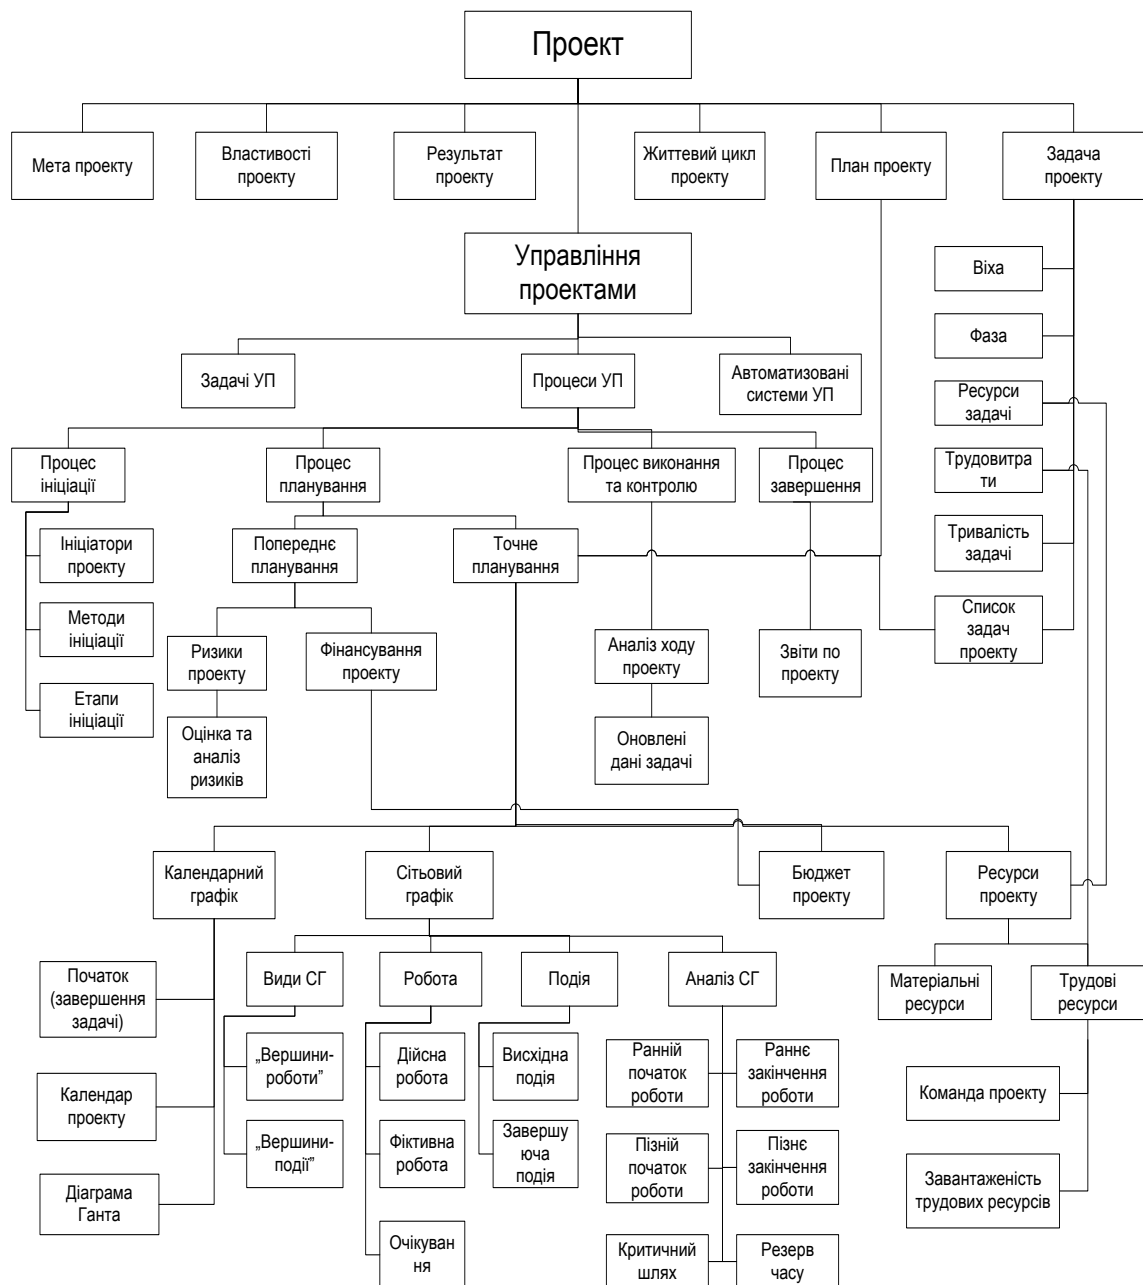 Проект
Мета проекту
Властивості
проекту
Результат
проекту
Життевий цикл
проекту
План проекту
Задача
проекту
Управління
проектами
Віха
Фаза
Задачі УП
Процеси УП
Автоматизовані
системи УП
Ресурси
задачі
Процес
ініціації
Процес
планування
Процес виконання
та контролю
Процес
завершення
Трудовитра
ти
Ініціатори
проекту
Попереднє
планування
Точне
планування
Тривалість
задачі
Методи
ініціації
Ризики
проекту
Фінансування
проекту
Аналіз ходу
проекту
Звіти по
проекту
Список
задач
проекту
Етапи
ініціації
Оцінка та
аналіз
ризиків
Оновлені
дані задачі
Календарний
графік
Сітьовий
графік
Бюджет
проекту
Ресурси
проекту
Початок
(завершення
задачі)
Види СГ
Робота
Подія
Аналіз СГ
Матеріальні
ресурси
Трудові
ресурси
„Вершини-
роботи”
Дійсна
робота
Висхідна
подія
Ранній
початок
роботи
Раннє
закінчення
роботи
Календар
проекту
Команда проекту
„Вершини-
події”
Фіктивна
робота
Завершу
юча
подія
Пізній
початок
роботи
Пізнє
закінчення
роботи
Діаграма
Ганта
Завантаженість
трудових ресурсів
Очікуван
ня
Критичний
шлях
Резерв
часу